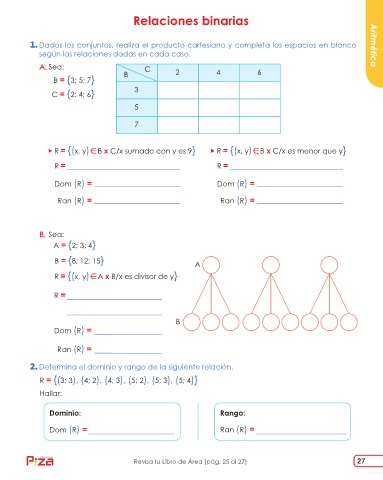 Relaciones binarias
Aritmética
1. Dados los conjuntos, realiza el producto cartesiano y completa los espacios en blanco
según las relaciones dadas en cada caso.
A. Sea:
B = {3; 5; 7}
C = {2; 4; 6}
B C 2 4 6
3
5
7
▸ R = {(x, y) ∈ B x C/x sumado con y es 9}
R =
Dom (R) =
Ran (R) =
▸ R = {(x, y) ∈ B x C/x es menor que y}
R =
Dom (R) =
Ran (R) =
B. Sea:
A = {2; 3; 4}
B = {8; 12; 15}
R = {(x, y) ∈ A x B/x es divisor de y}
R =
Dom (R) =
Ran (R) =
A
B
2. Determina el dominio y rango de la siguiente relación.
R = {(3; 3), (4; 2), (4; 3), (5; 2), (5; 3), (5; 4)}
Hallar:
Dominio:
Dom (R) =
Rango:
Ran (R) =
Revisa tu Libro de Área (pág. 25 al 27)
27